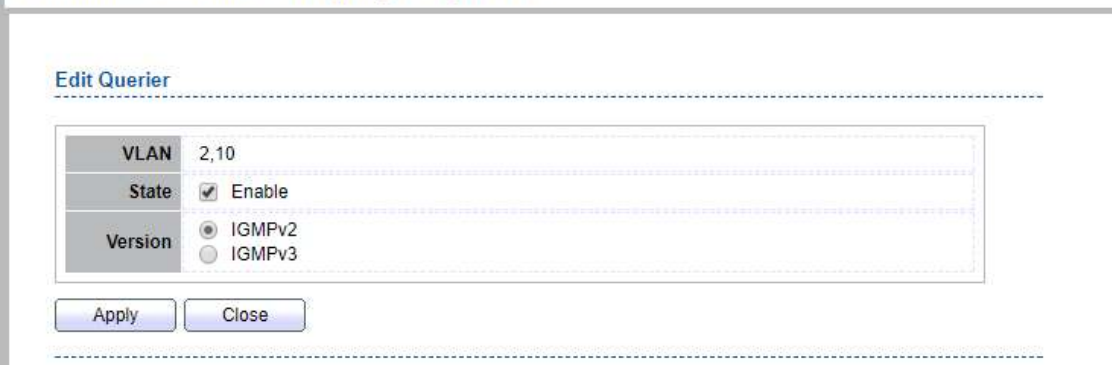 Edit Querier
VLAN 2,10
State Enable
Version IGMPv2
IGMPv3
Apply Close